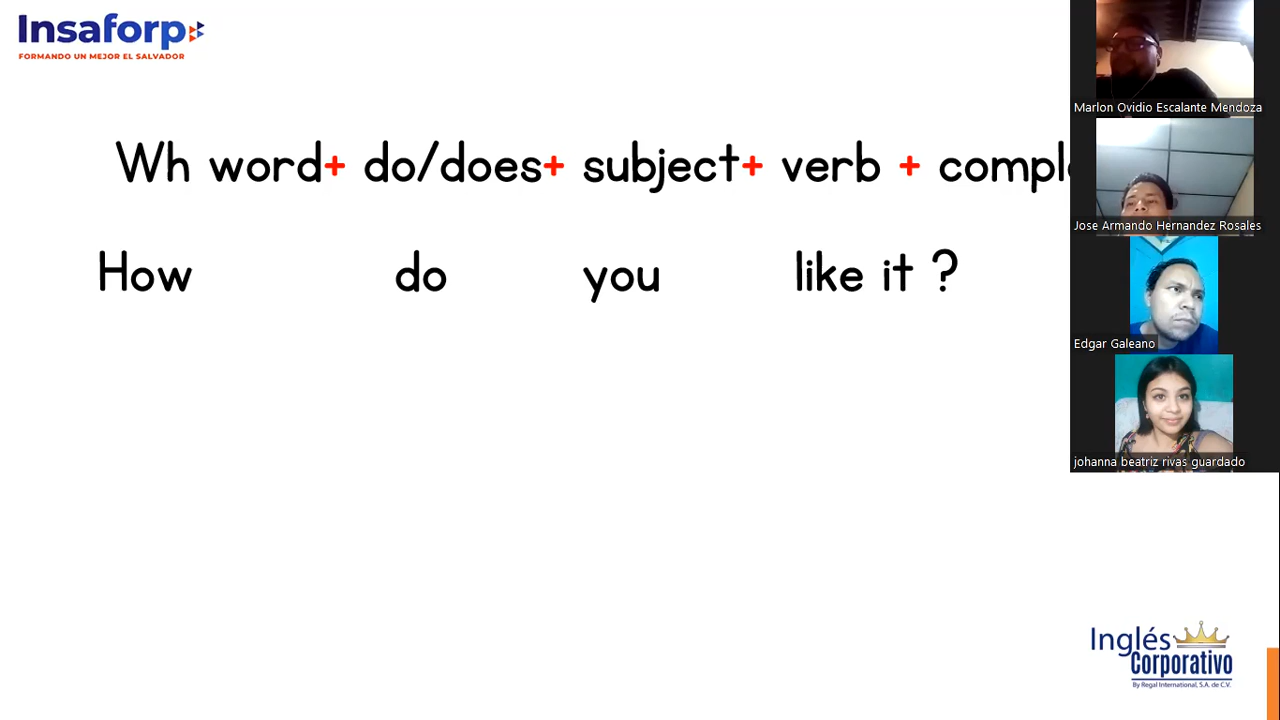 Insaforp
FORMANDO UN MEJOR EL SALVADOR
Wh word+ do/does+ subject+ verb + comple
How do you like it ?
Marlon Ovidio Escalante Mendoza
Jose Armando Hernandez Rosales
Edgar Galeano
johanna beatriz rivas guardado
Inglés
Corporativo
By Regal International, S.A. de C.V.